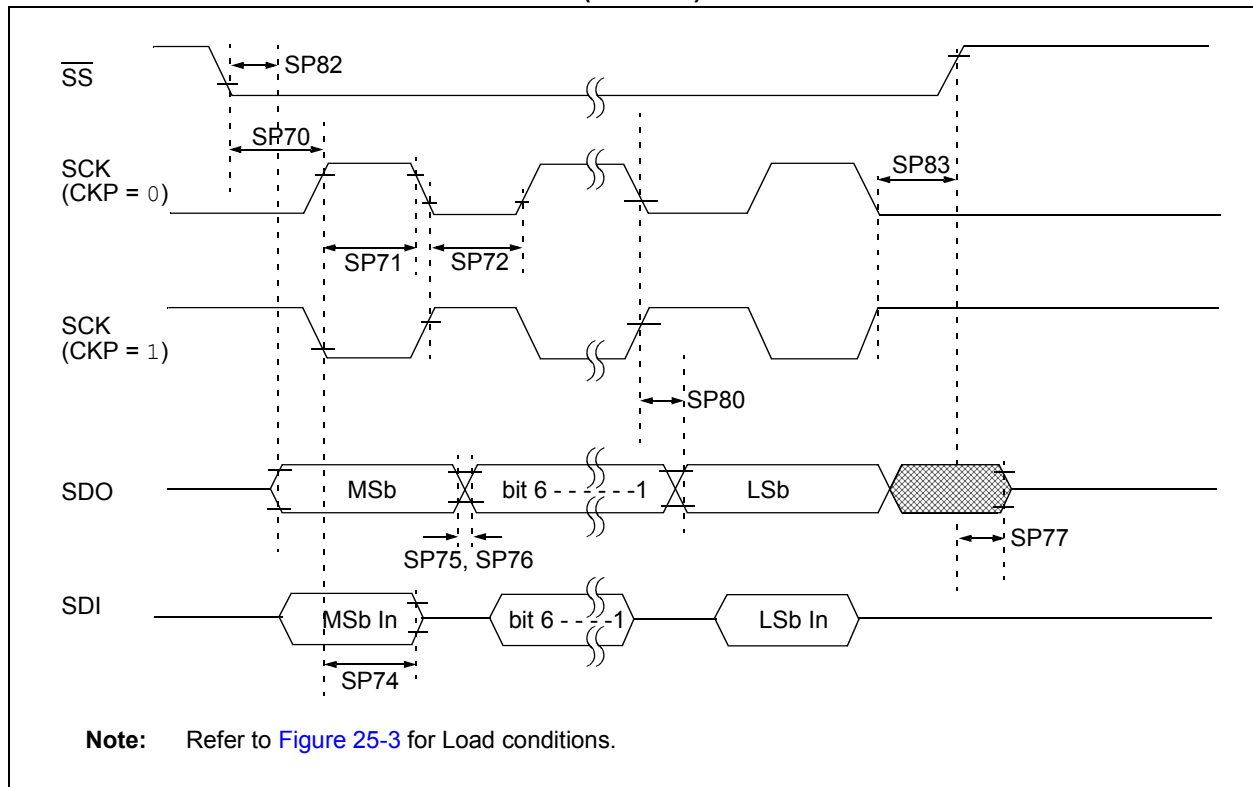 SS
SP82
SP70
SCK
(CKP = 0)
SP83
SP71
SP72
SCK
(CKP = 1)
SP80
SDO
MSb
bit 6 - - - - - -1
LSb
SP75, SP76
SP77
SDI
MSb In
bit 6 - - - -1
LSb In
SP74
Note: Refer to Figure 25-3 for Load conditions.